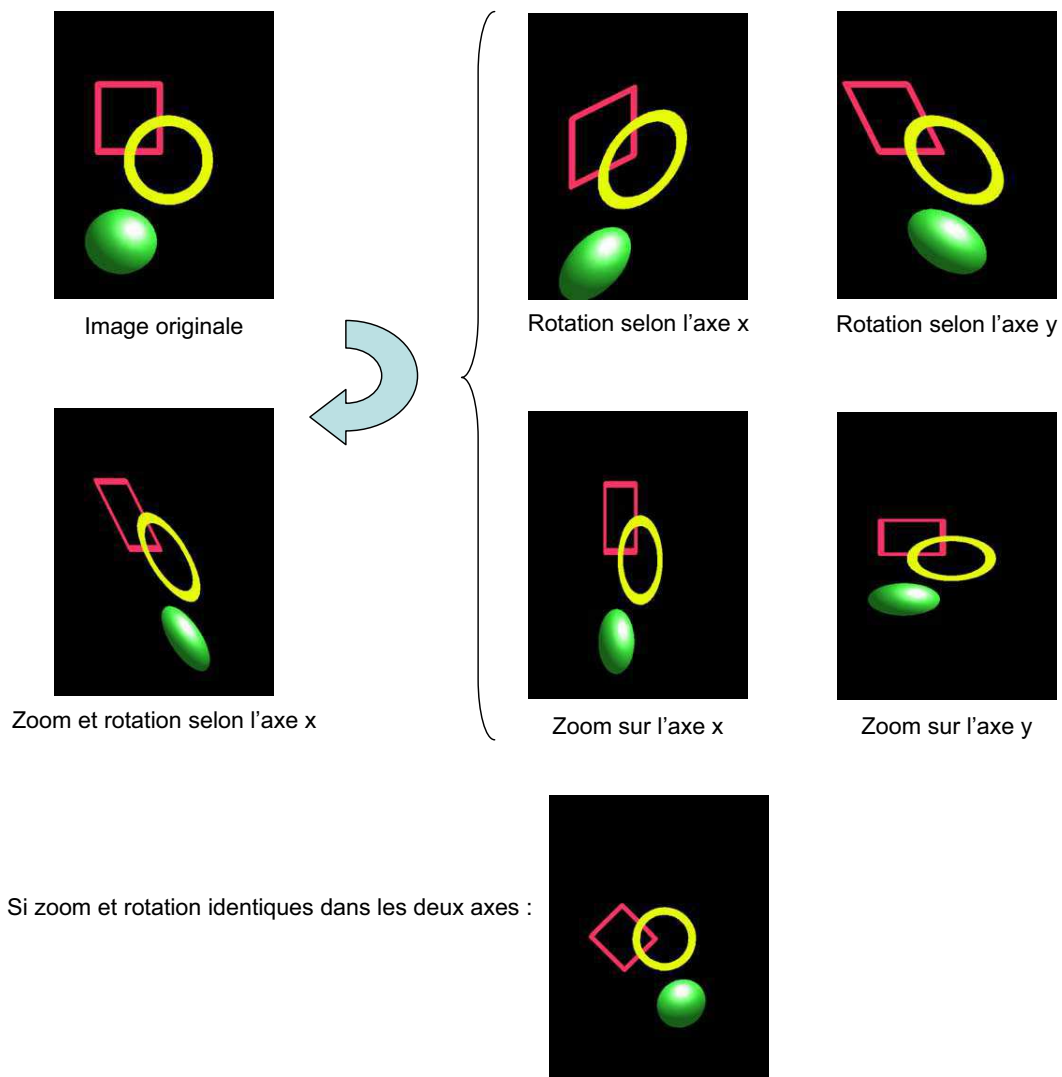 Image originale
Rotation selon l’axe x
Rotation selon l’axe y
Zoom et rotation selon l’axe x
Zoom sur l’axe x
Zoom sur l’axe y
Si zoom et rotation identiques dans les deux axes :